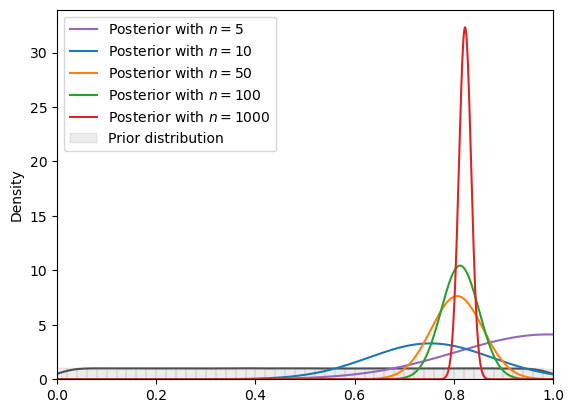 Posterior with n = 5
Posterior with n = 10
Posterior with n = 50
Posterior with n = 100
Posterior with n = 1000
Prior distribution
Density
30
25
20
15
10
5
0
0.0 0.2 0.4 0.6 0.8 1.0